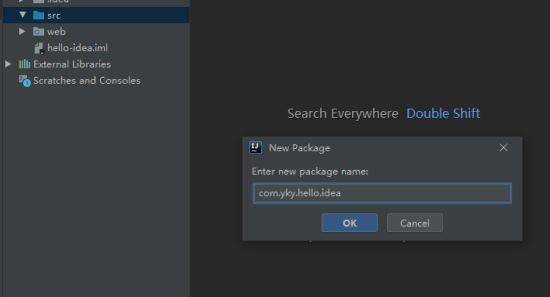 src
web
hello-idea.iml
External Libraries
Scratches and Consoles
Search Everywhere Double Shift
New Package
Enter new package name:
com.yky.hello.idea
OK Cancel